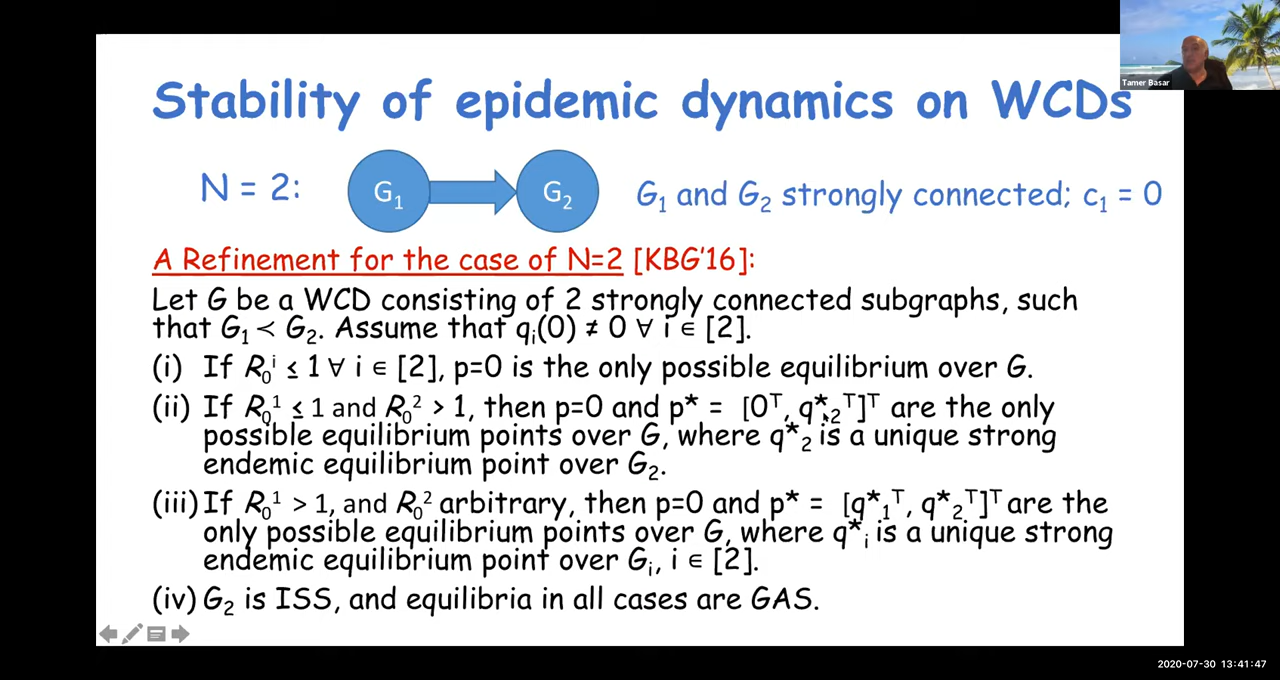 Tamer Basar
Stability of epidemic dynamics on WCDs
N = 2:
G₁
G₂
G₁ and G₂ strongly connected; c₁ = 0
A Refinement for the case of N=2 [KBG'16]:
Let G be a WCD consisting of 2 strongly connected subgraphs, such
that G₁ ≺ G₂. Assume that qᵢ(0) ≠ 0 ∀ i ∈ [2].
(i) If R₀ⁱ ≤ 1 ∀ i ∈ [2], p=0 is the only possible equilibrium over G.
(ii) If R₀¹ ≤ 1 and R₀² > 1, then p=0 and p* = [0ᵀ, q*₂ᵀ]ᵀ are the only
possible equilibrium points over G, where q*₂ is a unique strong
endemic equilibrium point over G₂.
(iii) If R₀¹ > 1, and R₀² arbitrary, then p=0 and p* = [q*₁ᵀ, q*₂ᵀ]ᵀ are the
only possible equilibrium points over G, where q*ᵢ is a unique strong
endemic equilibrium point over Gᵢ, i ∈ [2].
(iv) G₂ is ISS, and equilibria in all cases are GAS.
2020-07-30 13:41:47